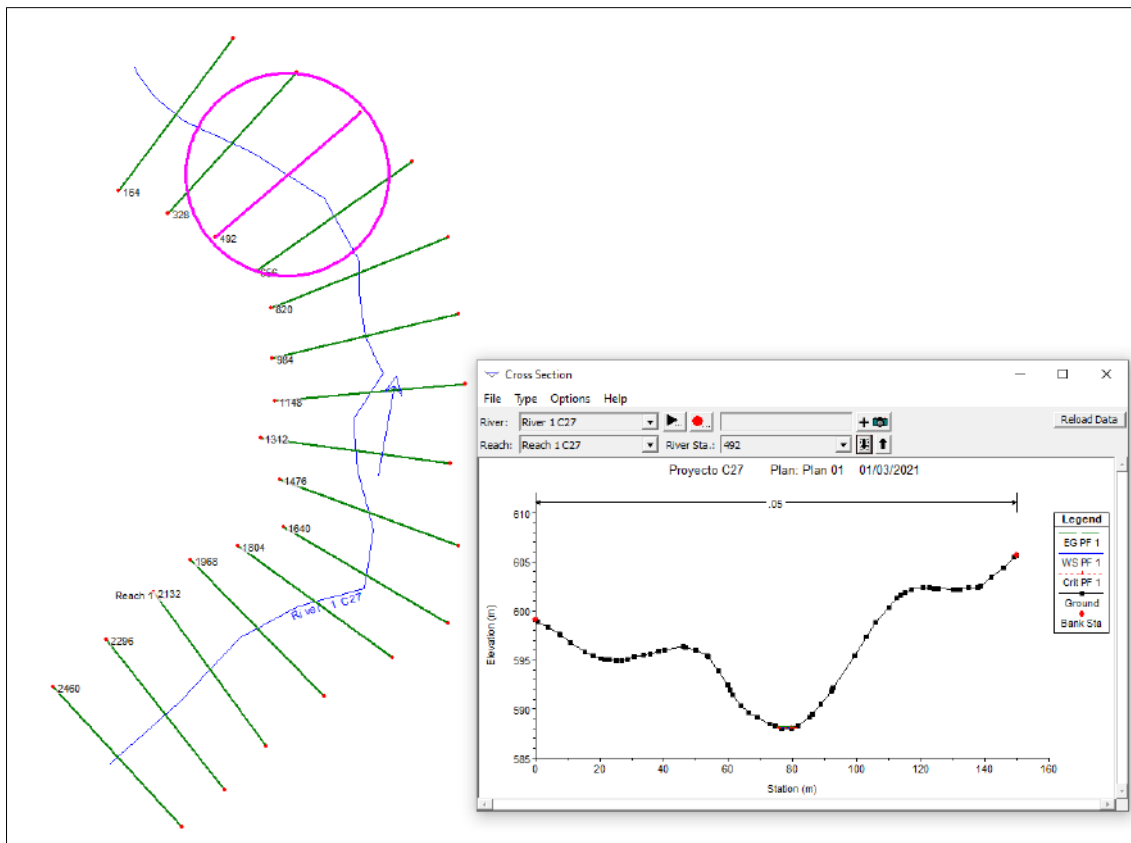 164
328
492
656
820
984
1148
1312
1476
1640
1804
1968
Reach 1
2132
River 1 C27
2296
2460
Cross Section
File Type Options Help
River: River 1 C27 Reload Data
Reach: Reach 1 C27 River Sta.: 492
Proyecto C27 Plan: Plan 01 01/03/2021
.05
Elevation (m)
610
605
600
595
590
585
0 20 40 60 80 100 120 140 160
Station (m)
Legend
EG PF 1
WS PF 1
Crit PF 1
Ground
Bank Sta